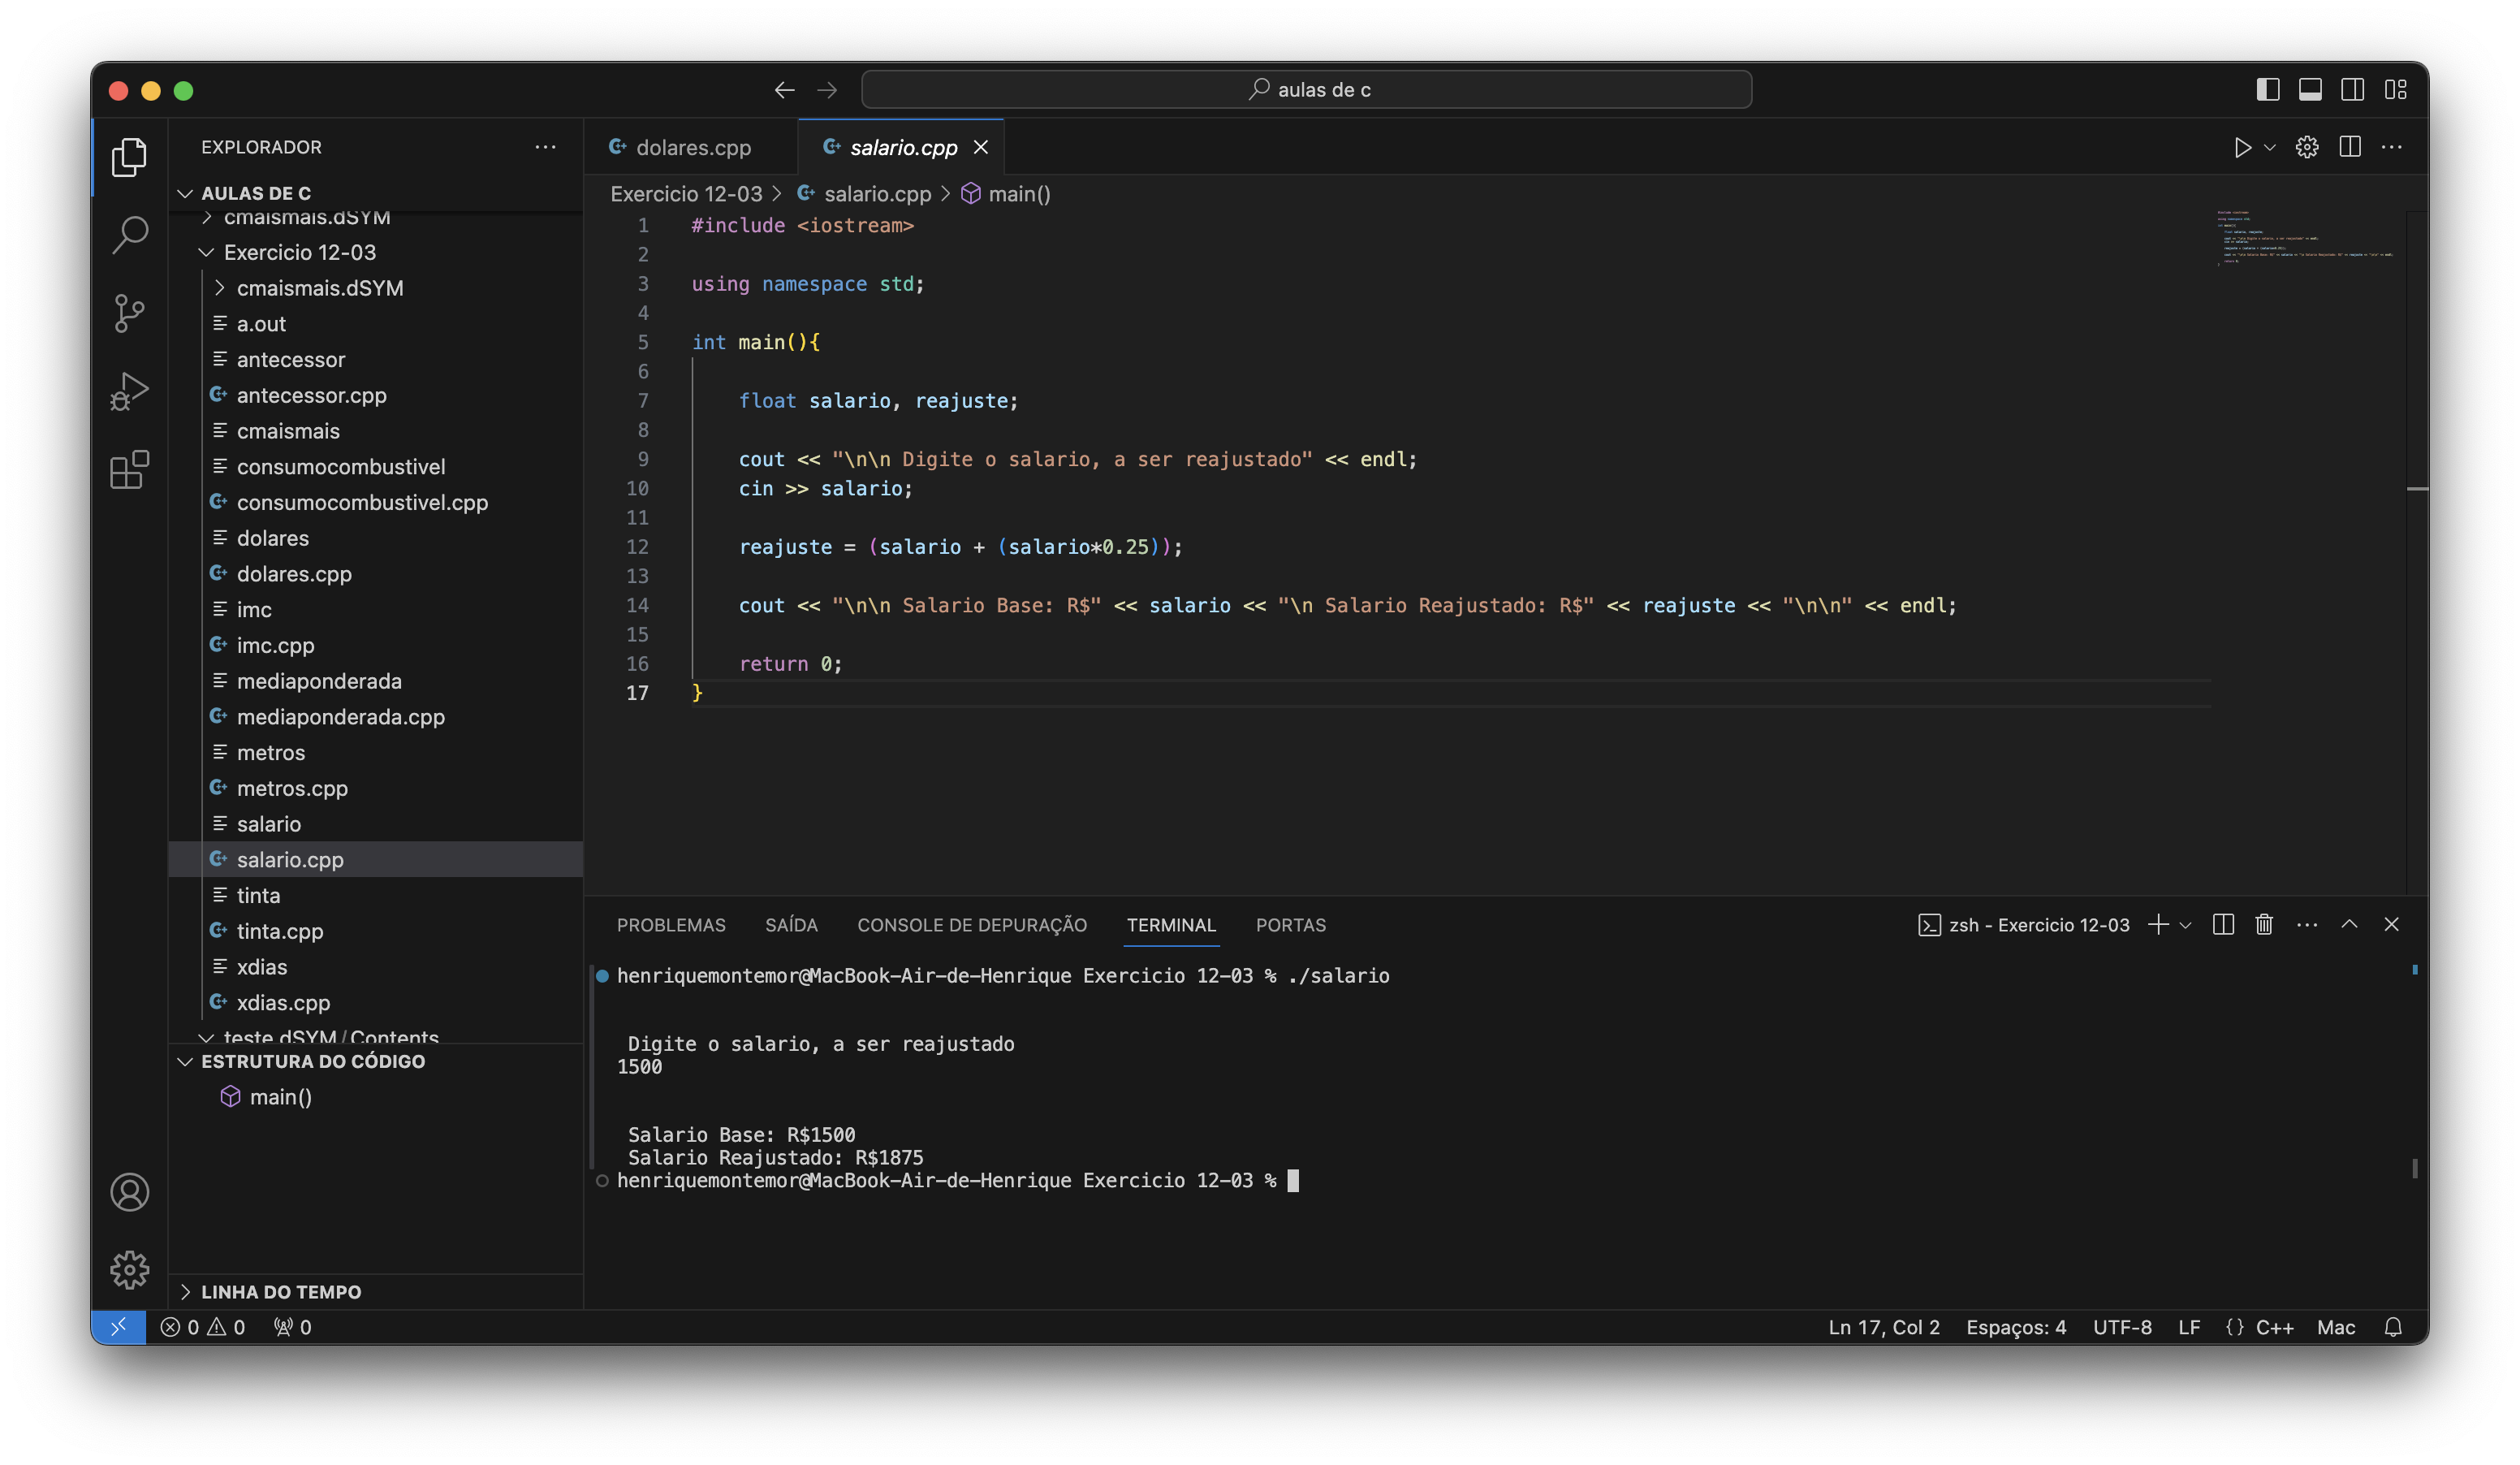 aulas de c
EXPLORADOR
AULAS DE C
cmaismais.dSYM
Exercicio 12-03
cmaismais.dSYM
a.out
antecessor
antecessor.cpp
cmaismais
consumocombustivel
consumocombustivel.cpp
dolares
dolares.cpp
imc
imc.cpp
mediaponderada
mediaponderada.cpp
metros
metros.cpp
salario
salario.cpp
tinta
tinta.cpp
xdias
xdias.cpp
teste.dSYM/Contents
ESTRUTURA DO CÓDIGO
main()
LINHA DO TEMPO
dolares.cpp salario.cpp
Exercicio 12-03 > salario.cpp > main()
1 #include <iostream>
2
3 using namespace std;
4
5 int main(){
6
7 float salario, reajuste;
8
9 cout << "\n\n Digite o salario, a ser reajustado" << endl;
10 cin >> salario;
11
12 reajuste = (salario + (salario*0.25));
13
14 cout << "\n\n Salario Base: R$" << salario << "\n Salario Reajustado: R$" << reajuste << "\n\n" << endl;
15
16 return 0;
17 }
PROBLEMAS SAÍDA CONSOLE DE DEPURAÇÃO TERMINAL PORTAS zsh - Exercicio 12-03
henriquemontemor@MacBook-Air-de-Henrique Exercicio 12-03 % ./salario
Digite o salario, a ser reajustado
1500
Salario Base: R$1500
Salario Reajustado: R$1875
henriquemontemor@MacBook-Air-de-Henrique Exercicio 12-03 %
0 0 0 Ln 17, Col 2 Espaços: 4 UTF-8 LF {} C++ Mac